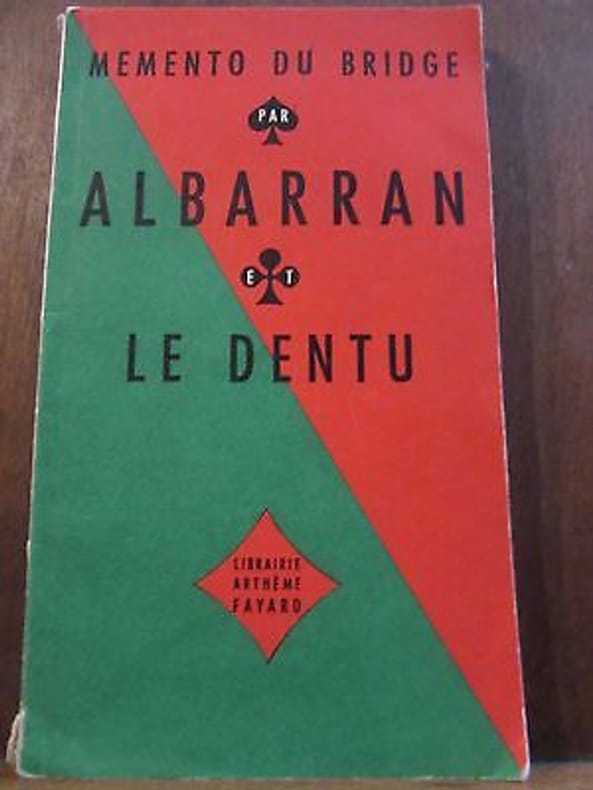 MEMENTO DU BRIDGE
PAR
ALBARRAN
ET
LE DENTU
LIBRAIRIE
ARTHÈME
FAYARD